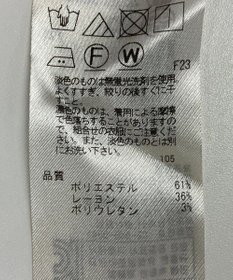 F W
F23
淡色のものは無蛍光洗剤を使用、
よくすすぎ、絞りの後すぐに干
すこと。
濃色のものは、着用による摩擦
で色落ちすることがありますの
で、組合せの衣服にご注意くだ
さい。また、淡色のものとは別
にお洗い下さい。
105
品質
ポリエステル 61%
レーヨン 36%
ポリウレタン 3%